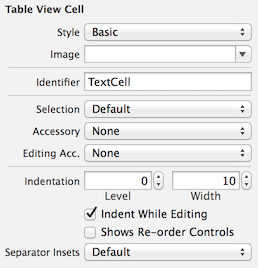 Table View Cell
Style Basic
Image
Identifier TextCell
Selection Default
Accessory None
Editing Acc. None
Indentation 0 10
Level Width
Indent While Editing
Shows Re-order Controls
Separator Insets Default